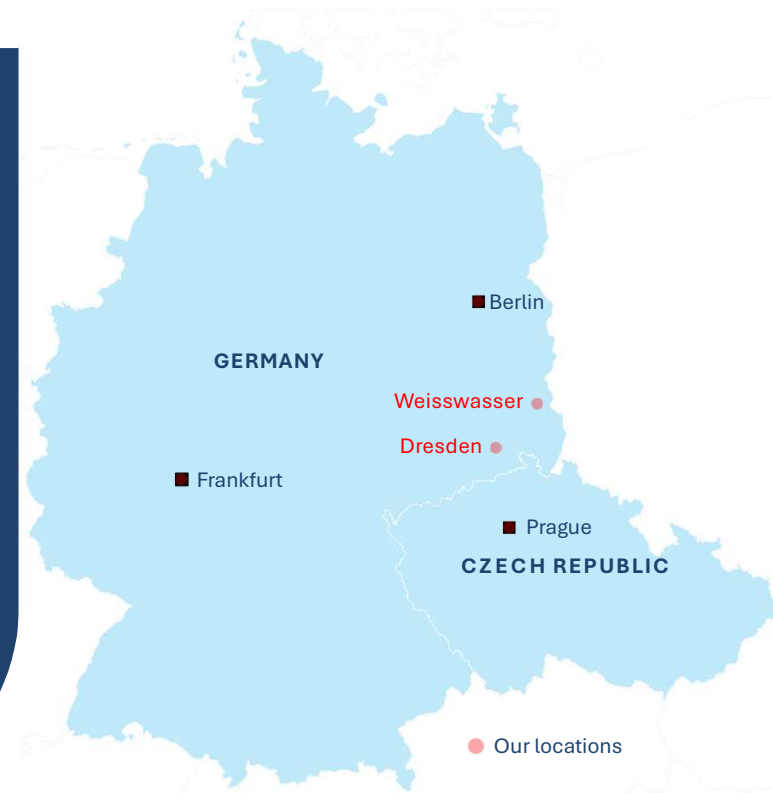 Berlin
GERMANY
Weisswasser
Dresden
Frankfurt
Prague
CZECH REPUBLIC
Our locations